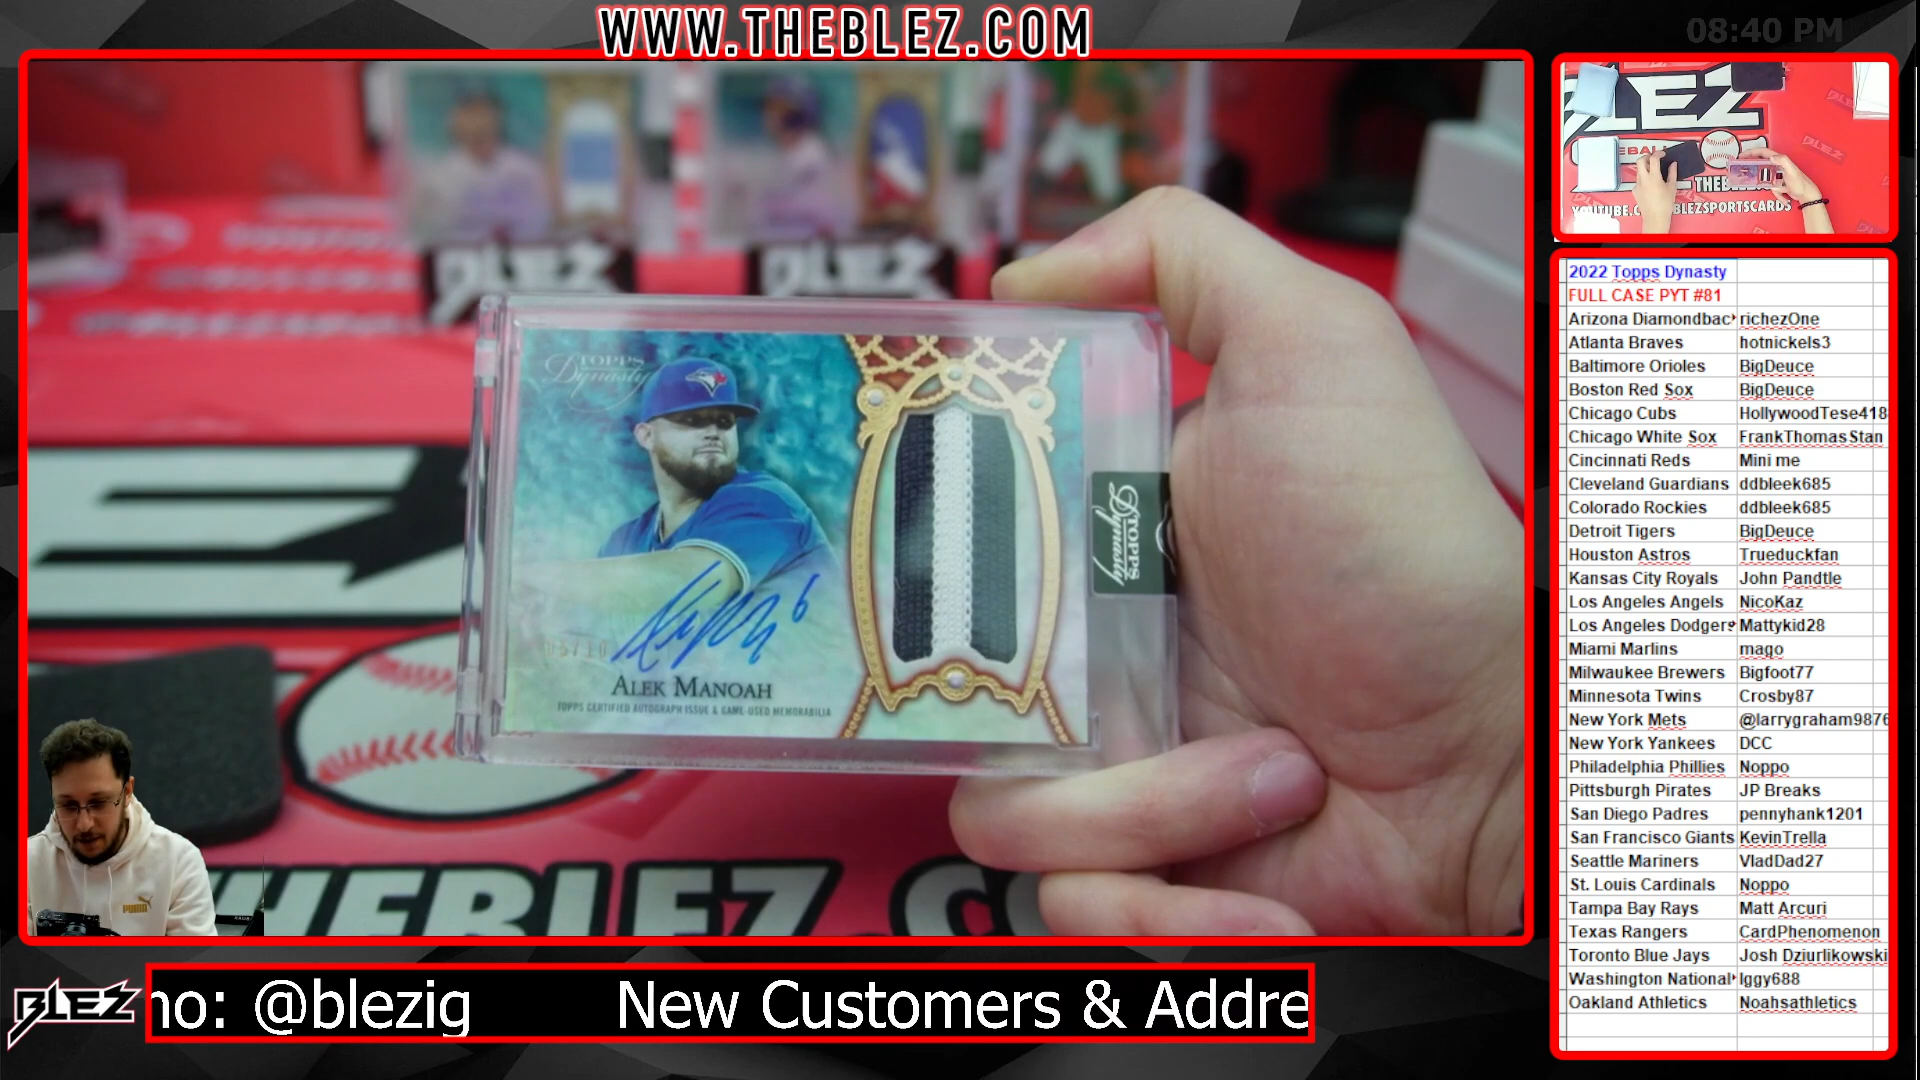 WWW.THEBLEZ.COM
08:40 PM
BLEZ
BLEZ
TOPPS
Dynasty
TOPPS
Dynasty
6
ALEK MANOAH
TOPPS CERTIFIED AUTOGRAPH ISSUE & GAME-USED MEMORABILIA
PUMA
THEBLEZSPORTSCARDS
2022 Topps Dynasty
FULL CASE PYT #81
Arizona Diamondbac richezOne
Atlanta Braves hotnickels3
Baltimore Orioles BigDeuce
Boston Red Sox BigDeuce
Chicago Cubs HollywoodTese418
Chicago White Sox FrankThomasStan
Cincinnati Reds Mini me
Cleveland Guardians ddbleek685
Colorado Rockies ddbleek685
Detroit Tigers BigDeuce
Houston Astros Trueduckfan
Kansas City Royals John Pandtle
Los Angeles Angels NicoKaz
Los Angeles Dodgers Mattykid28
Miami Marlins mago
Milwaukee Brewers Bigfoot77
Minnesota Twins Crosby87
New York Mets @larrygraham9876
New York Yankees DCC
Philadelphia Phillies Noppo
Pittsburgh Pirates JP Breaks
San Diego Padres pennyhank1201
San Francisco Giants KevinTrella
Seattle Mariners VladDad27
St. Louis Cardinals Noppo
Tampa Bay Rays Matt Arcuri
Texas Rangers CardPhenomenon
Toronto Blue Jays Josh Dziurlikowski
Washington National Iggy688
Oakland Athletics Noahsathletics
BLEZ
no: @blezig New Customers & Addre